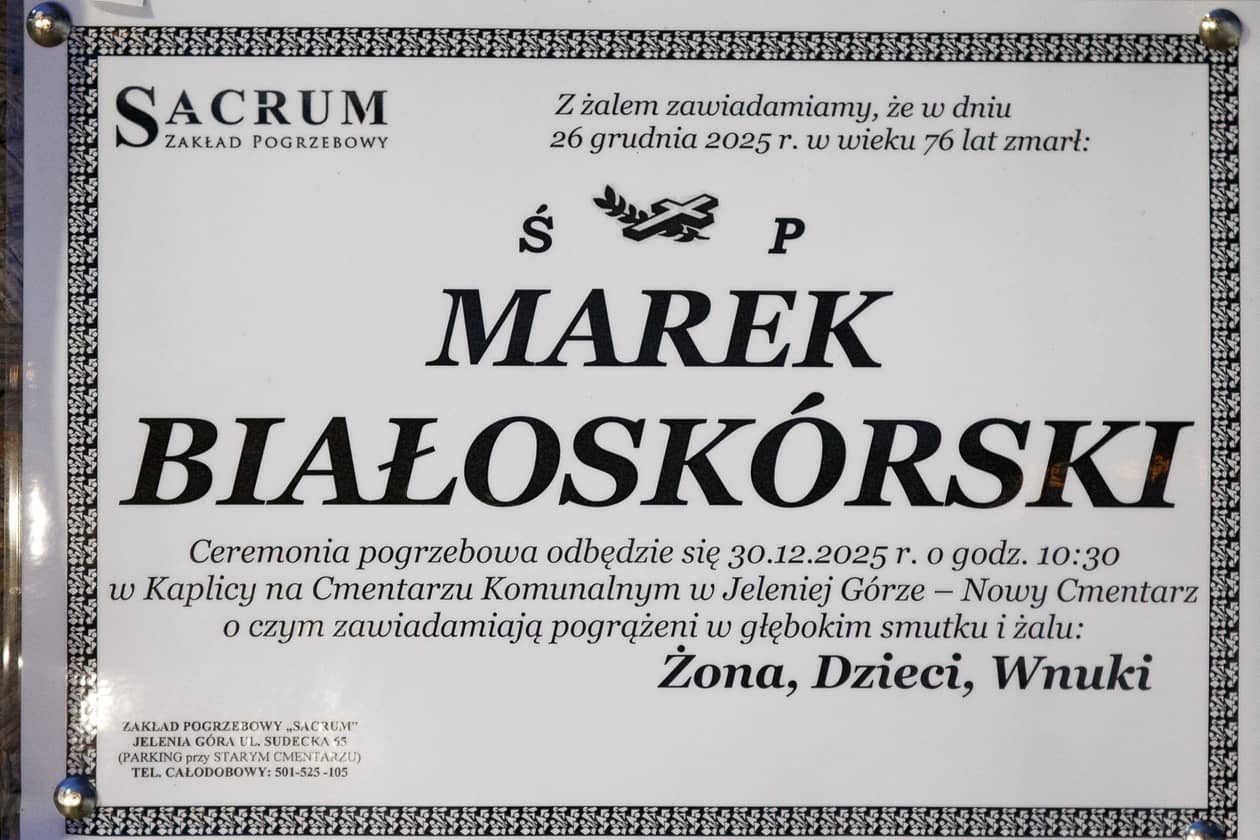 SACRUM
ZAKŁAD POGRZEBOWY
Z żalem zawiadamiamy, że w dniu
26 grudnia 2025 r. w wieku 76 lat zmarł:
Ś P
MAREK
BIAŁOSKÓRSKI
Ceremonia pogrzebowa odbędzie się 30.12.2025 r. o godz. 10:30
w Kaplicy na Cmentarzu Komunalnym w Jeleniej Górze – Nowy Cmentarz
o czym zawiadamiają pogrążeni w głębokim smutku i żalu:
Żona, Dzieci, Wnuki
ZAKŁAD POGRZEBOWY „SACRUM”
JELENIA GÓRA UL. SUDECKA 55
(PARKING przy STARYM CMENTARZU)
TEL. CAŁODOBOWY: 501-525 -105